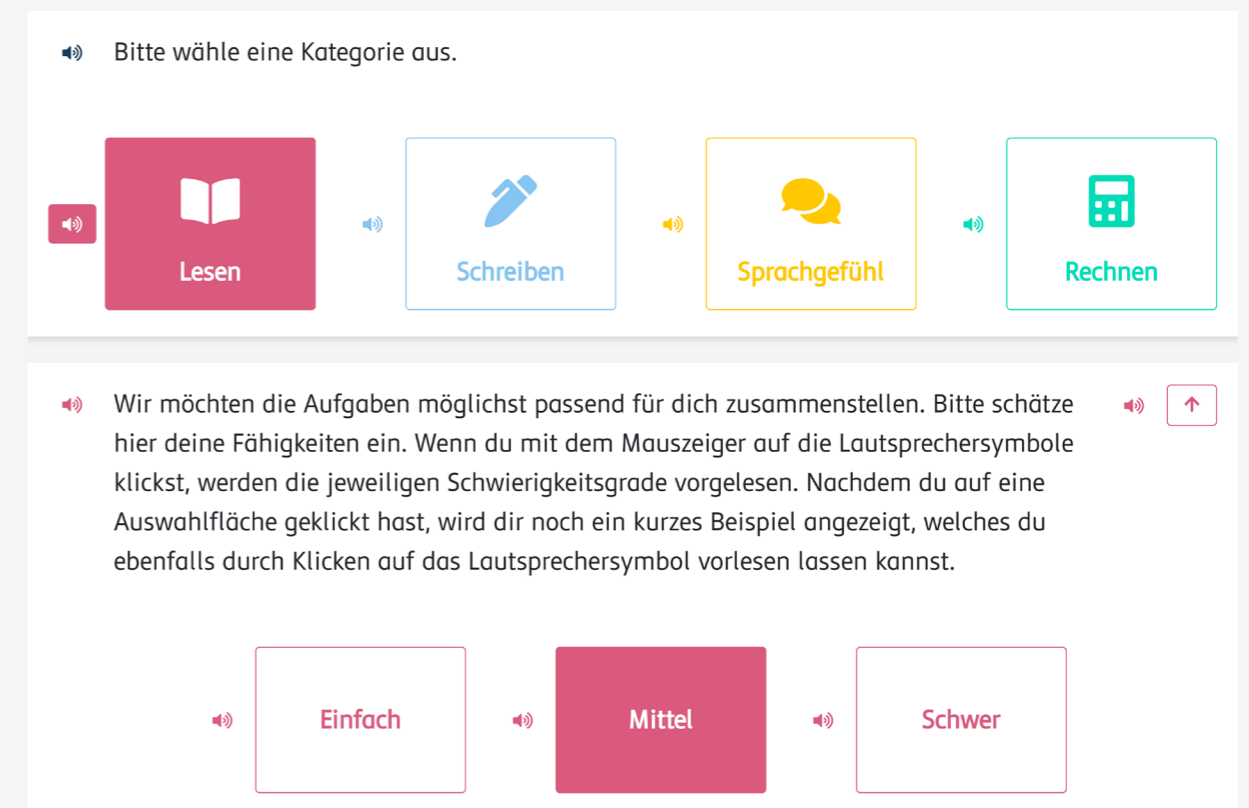 Bitte wähle eine Kategorie aus.
Lesen
Schreiben
Sprachgefühl
Rechnen
Wir möchten die Aufgaben möglichst passend für dich zusammenstellen. Bitte schätze
hier deine Fähigkeiten ein. Wenn du mit dem Mauszeiger auf die Lautsprechersymbole
klickst, werden die jeweiligen Schwierigkeitsgrade vorgelesen. Nachdem du auf eine
Auswahlfläche geklickt hast, wird dir noch ein kurzes Beispiel angezeigt, welches du
ebenfalls durch Klicken auf das Lautsprechersymbol vorlesen lassen kannst.
Einfach
Mittel
Schwer